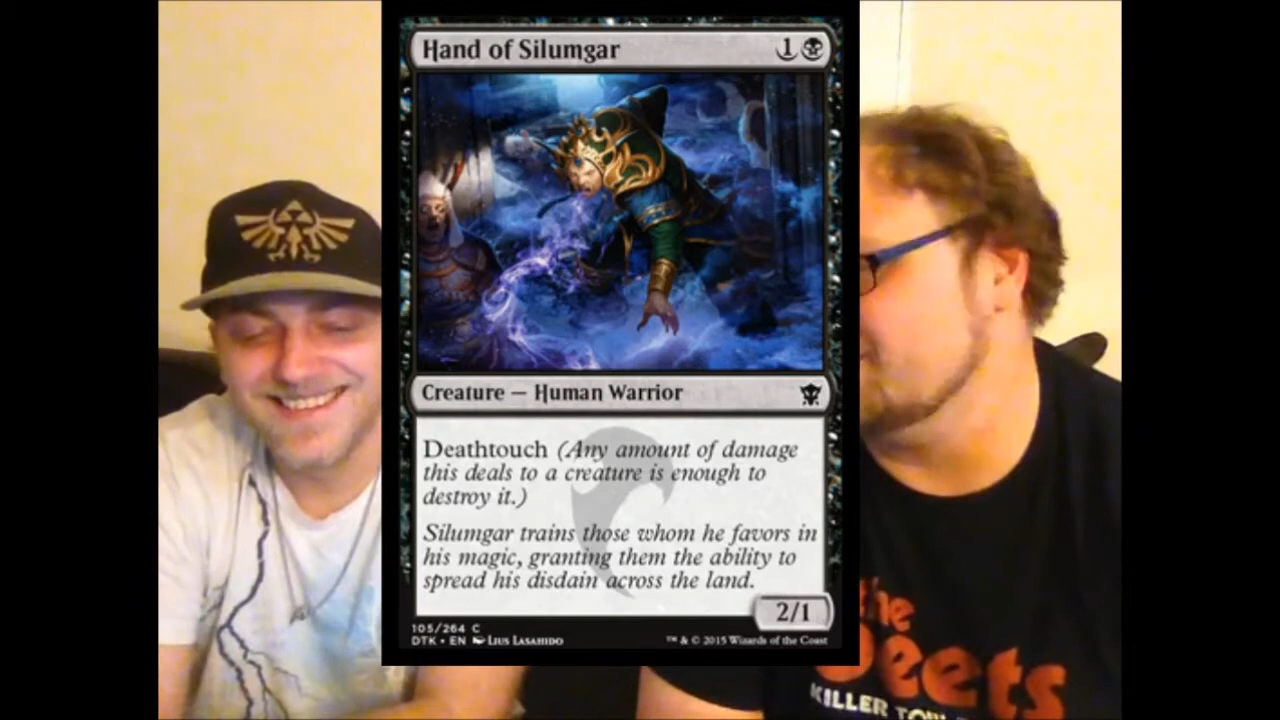 Hand of Silumgar 1
Creature — Human Warrior
Deathtouch (Any amount of damage
this deals to a creature is enough to
destroy it.)
Silumgar trains those whom he favors in
his magic, granting them the ability to
spread his disdain across the land.
2/1
105/264 C
DTK • EN Lius Lasahido
™ & © 2015 Wizards of the Coast
The
Beets
KILLER